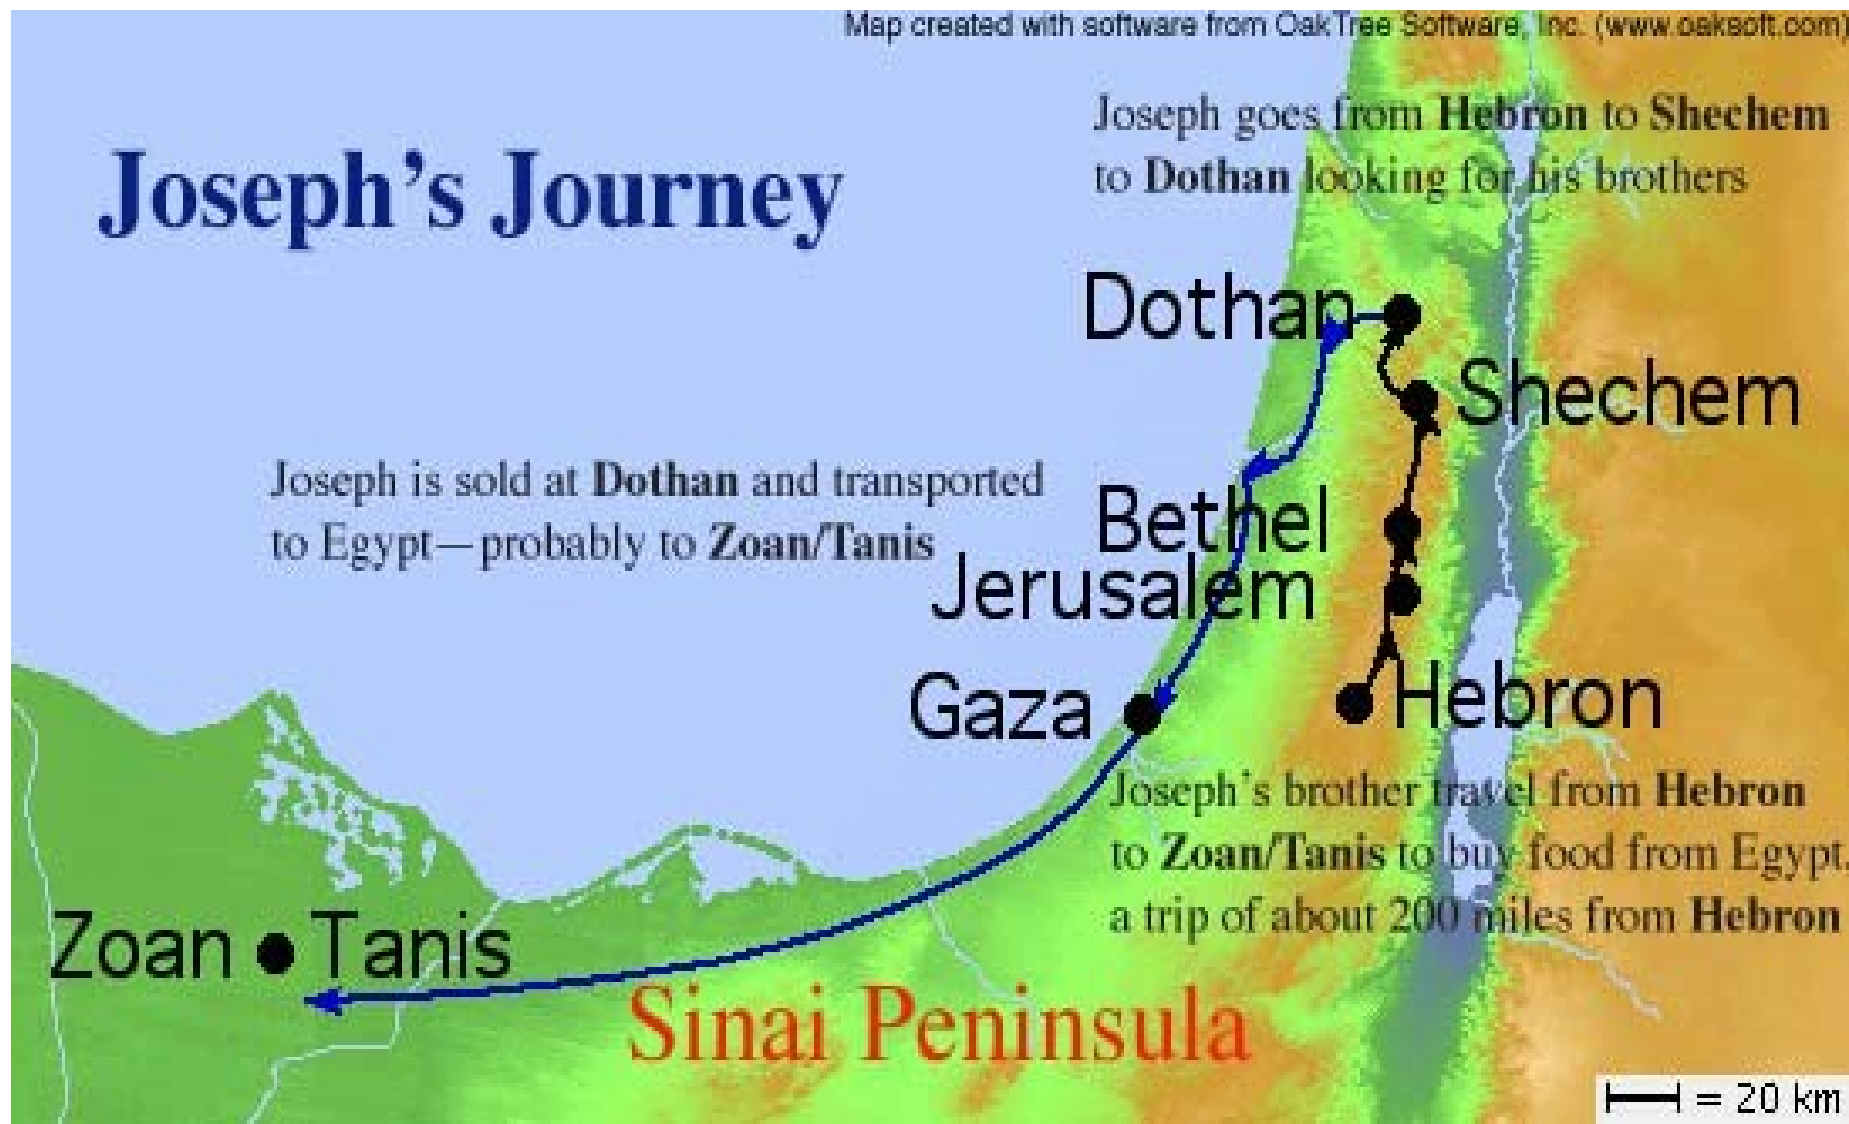 Map created with software from OakTree Software, Inc. (www.oaksoft.com)
Joseph goes from Hebron to Shechem
to Dothan looking for his brothers
Joseph's Journey
Dothan
Shechem
Joseph is sold at Dothan and transported
to Egypt—probably to Zoan/Tanis
Bethel
Jerusalem
Gaza
Hebron
Joseph's brother travel from Hebron
to Zoan/Tanis to buy food from Egypt,
a trip of about 200 miles from Hebron
Zoan Tanis
Sinai Peninsula
= 20 km